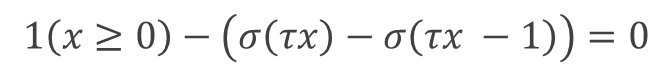 1(x ≥ 0) − (σ(τx) − σ(τx − 1)) = 0